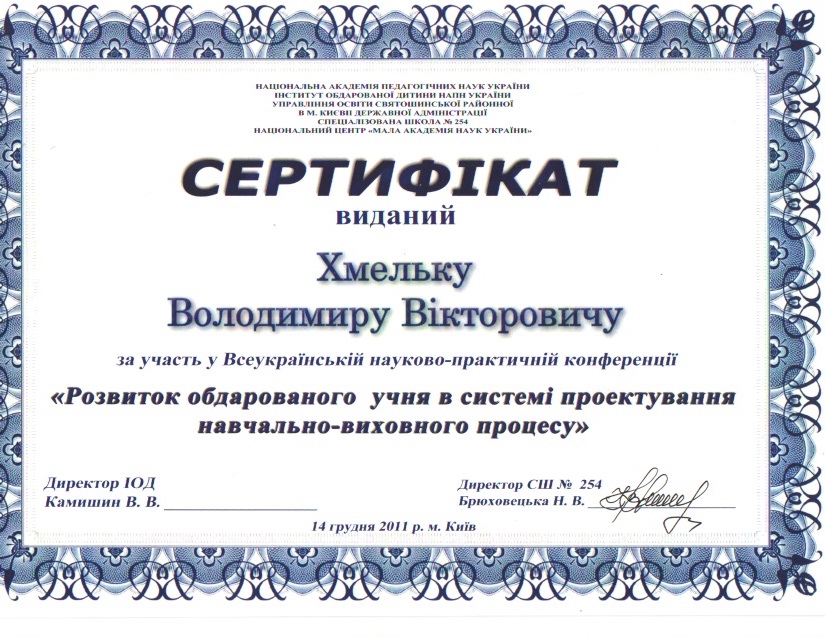 НАЦІОНАЛЬНА АКАДЕМІЯ ПЕДАГОГІЧНИХ НАУК УКРАЇНИ
ІНСТИТУТ ОБДАРОВАНОЇ ДИТИНИ НАПН УКРАЇНИ
УПРАВЛІННЯ ОСВІТИ СВЯТОШИНСЬКОЇ РАЙОННОЇ
В М. КИЄВІ ДЕРЖАВНОЇ АДМІНІСТРАЦІЇ
СПЕЦІАЛІЗОВАНА ШКОЛА № 254
НАЦІОНАЛЬНИЙ ЦЕНТР «МАЛА АКАДЕМІЯ НАУК УКРАЇНИ»
СЕРТИФІКАТ
виданий
Хмельку
Володимиру Вікторовичу
за участь у Всеукраїнській науково-практичній конференції
«Розвиток обдарованого учня в системі проектування
навчально-виховного процесу»
Директор ІОД
Камишин В. В.
Директор СШ № 254
Брюховецька Н. В.
14 грудня 2011 р. м. Київ